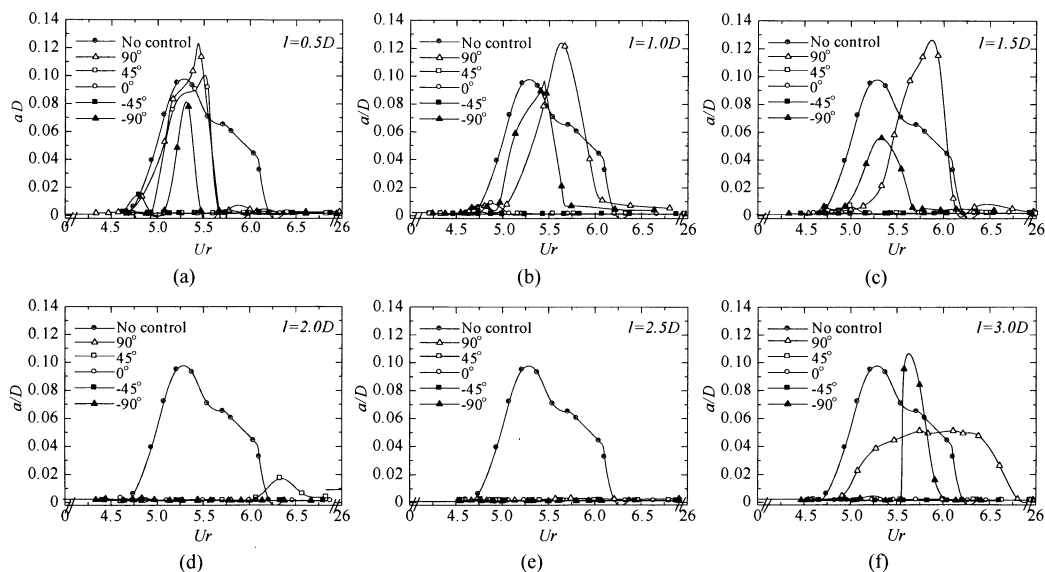 0.14
0.12
0.10
0.08
0.06
0.04
0.02
0
a/D
No control
90°
45°
0°
-45°
-90°
l=0.5D
0 4.5 5.0 5.5 6.0 6.5 26
Ur
(a)
0.14
0.12
0.10
0.08
0.06
0.04
0.02
0
a/D
No control
90°
45°
0°
-45°
-90°
l=1.0D
0 4.5 5.0 5.5 6.0 6.5 26
Ur
(b)
0.14
0.12
0.10
0.08
0.06
0.04
0.02
0
a/D
No control
90°
45°
0°
-45°
-90°
l=1.5D
0 4.5 5.0 5.5 6.0 6.5 26
Ur
(c)
0.14
0.12
0.10
0.08
0.06
0.04
0.02
0
a/D
No control
90°
45°
0°
-45°
-90°
l=2.0D
0 4.5 5.0 5.5 6.0 6.5 26
Ur
(d)
0.14
0.12
0.10
0.08
0.06
0.04
0.02
0
a/D
No control
90°
45°
0°
-45°
-90°
l=2.5D
0 4.5 5.0 5.5 6.0 6.5 26
Ur
(e)
0.14
0.12
0.10
0.08
0.06
0.04
0.02
0
a/D
No control
90°
45°
0°
-45°
-90°
l=3.0D
0 4.5 5.0 5.5 6.0 6.5 26
Ur
(f)